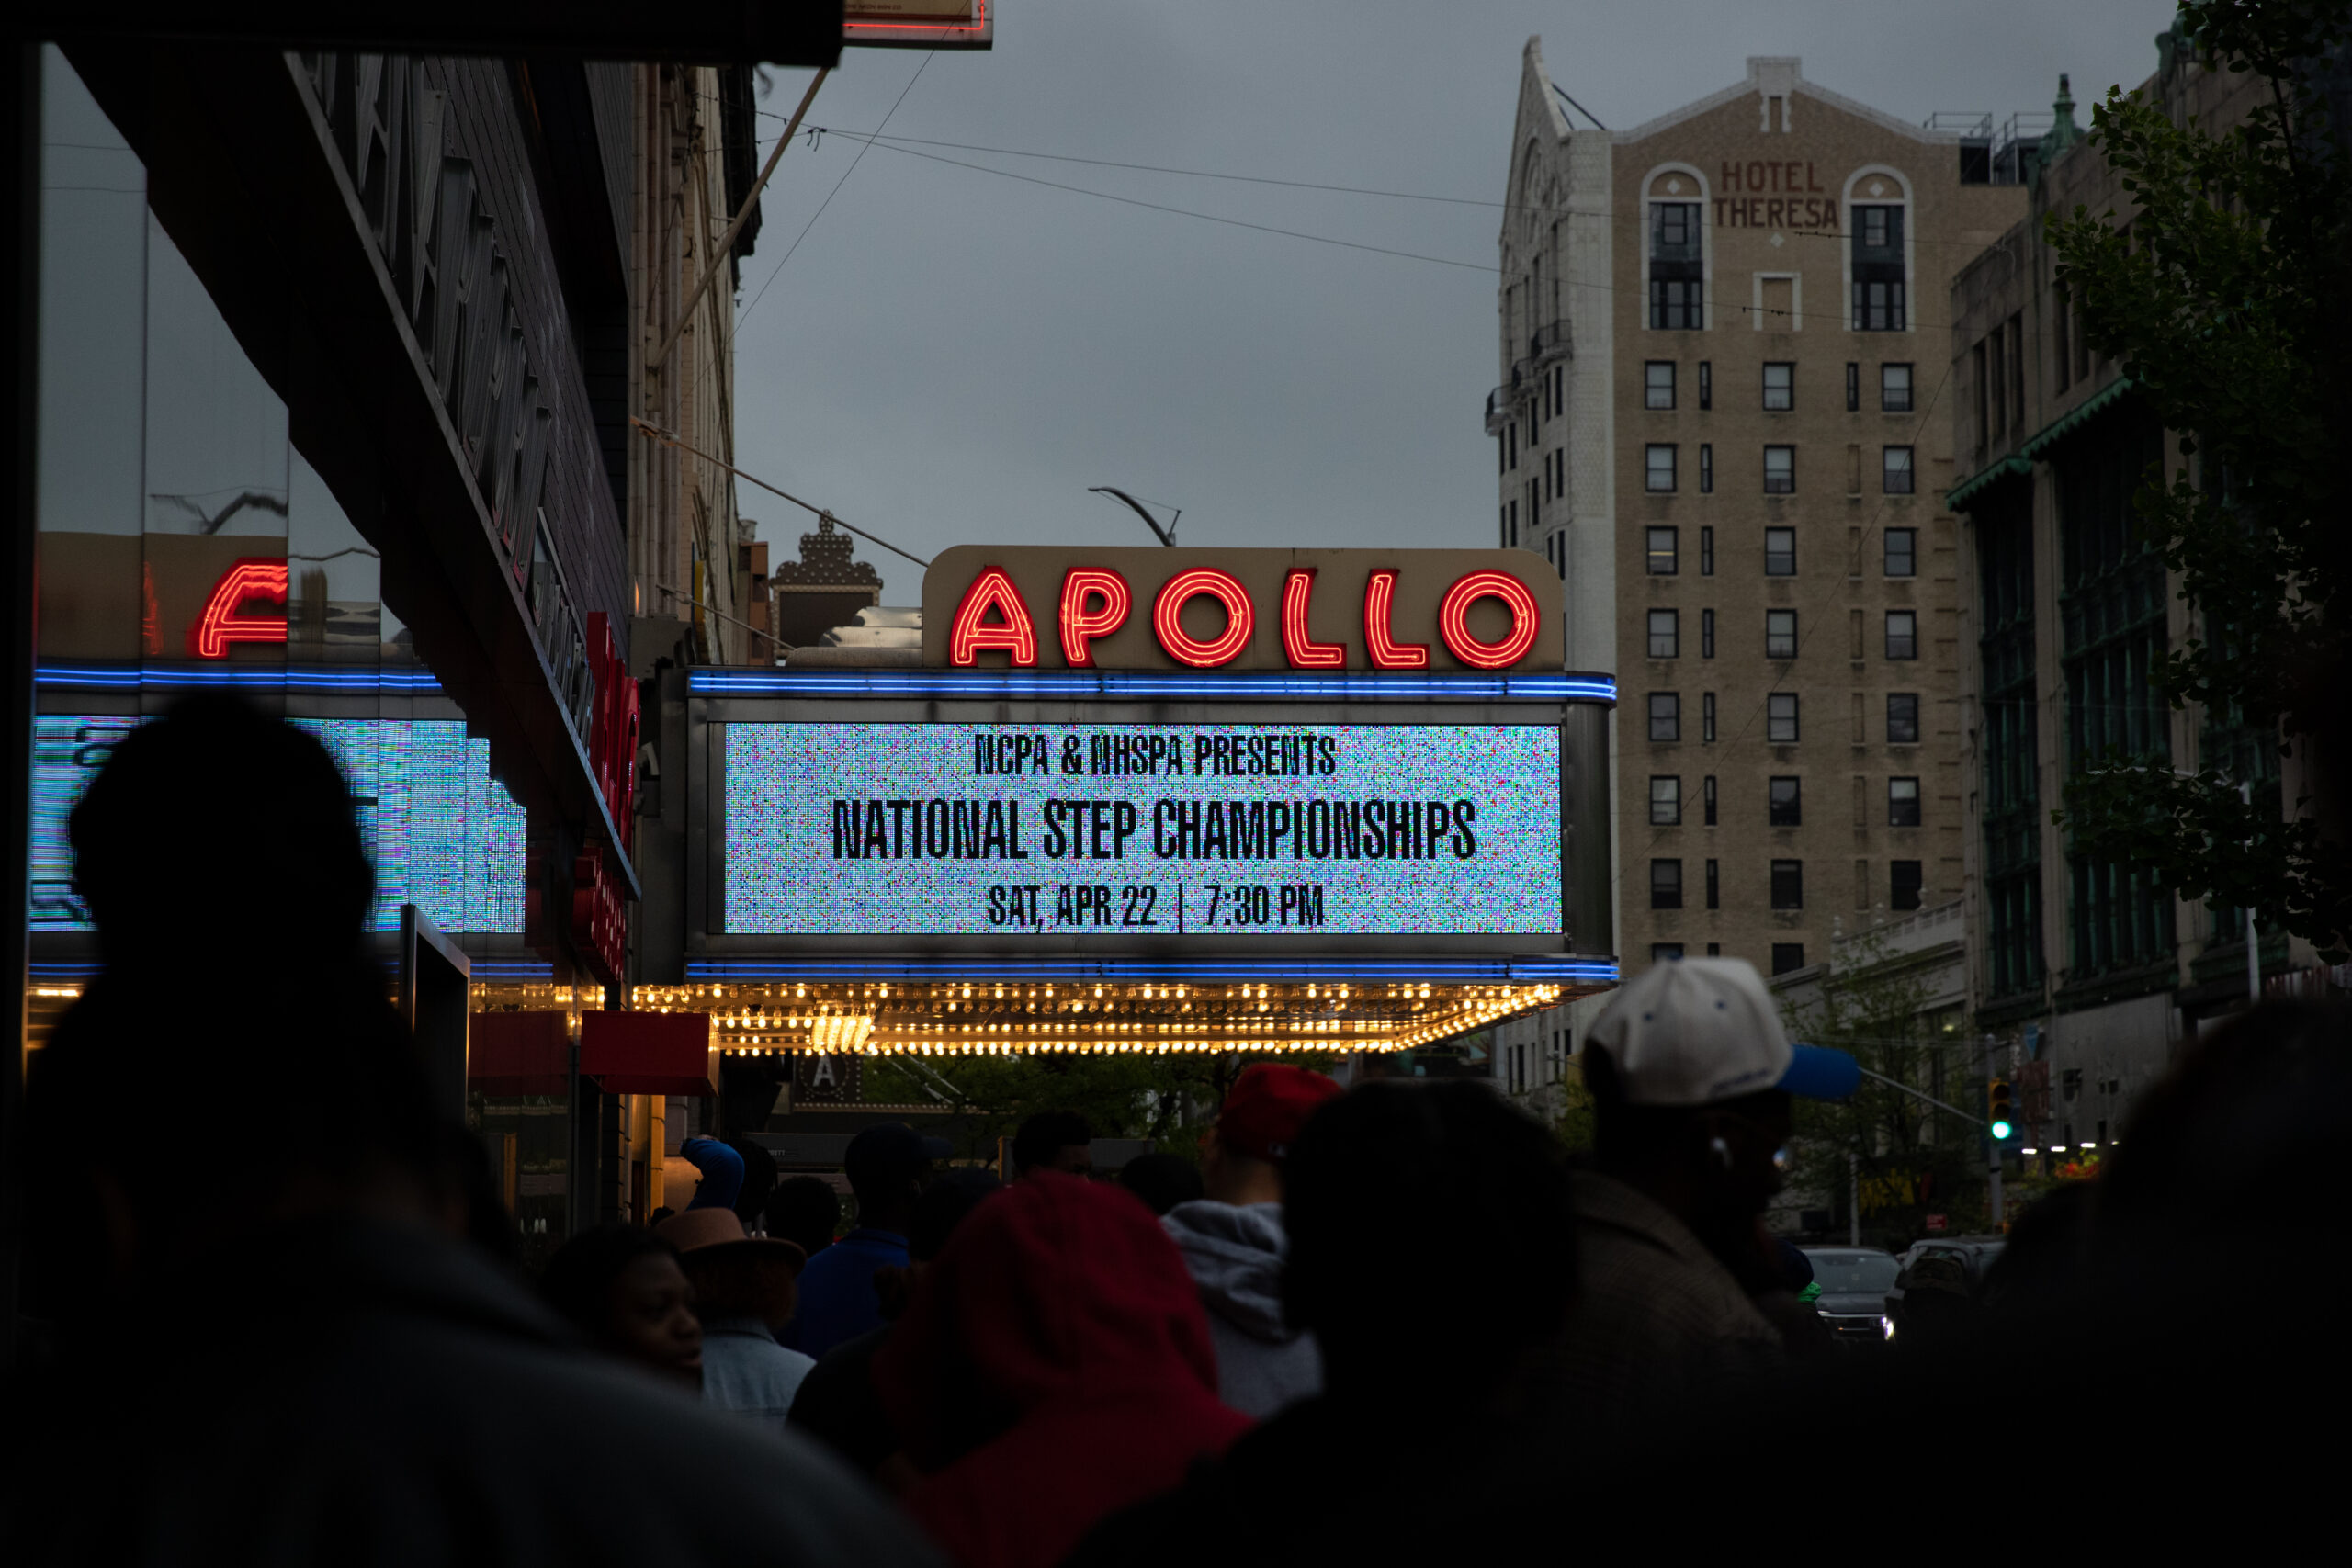 HOTEL
THERESA
APOLLO
NCPA & NHSPA PRESENTS
NATIONAL STEP CHAMPIONSHIPS
SAT, APR 22 | 7:30 PM
A
A